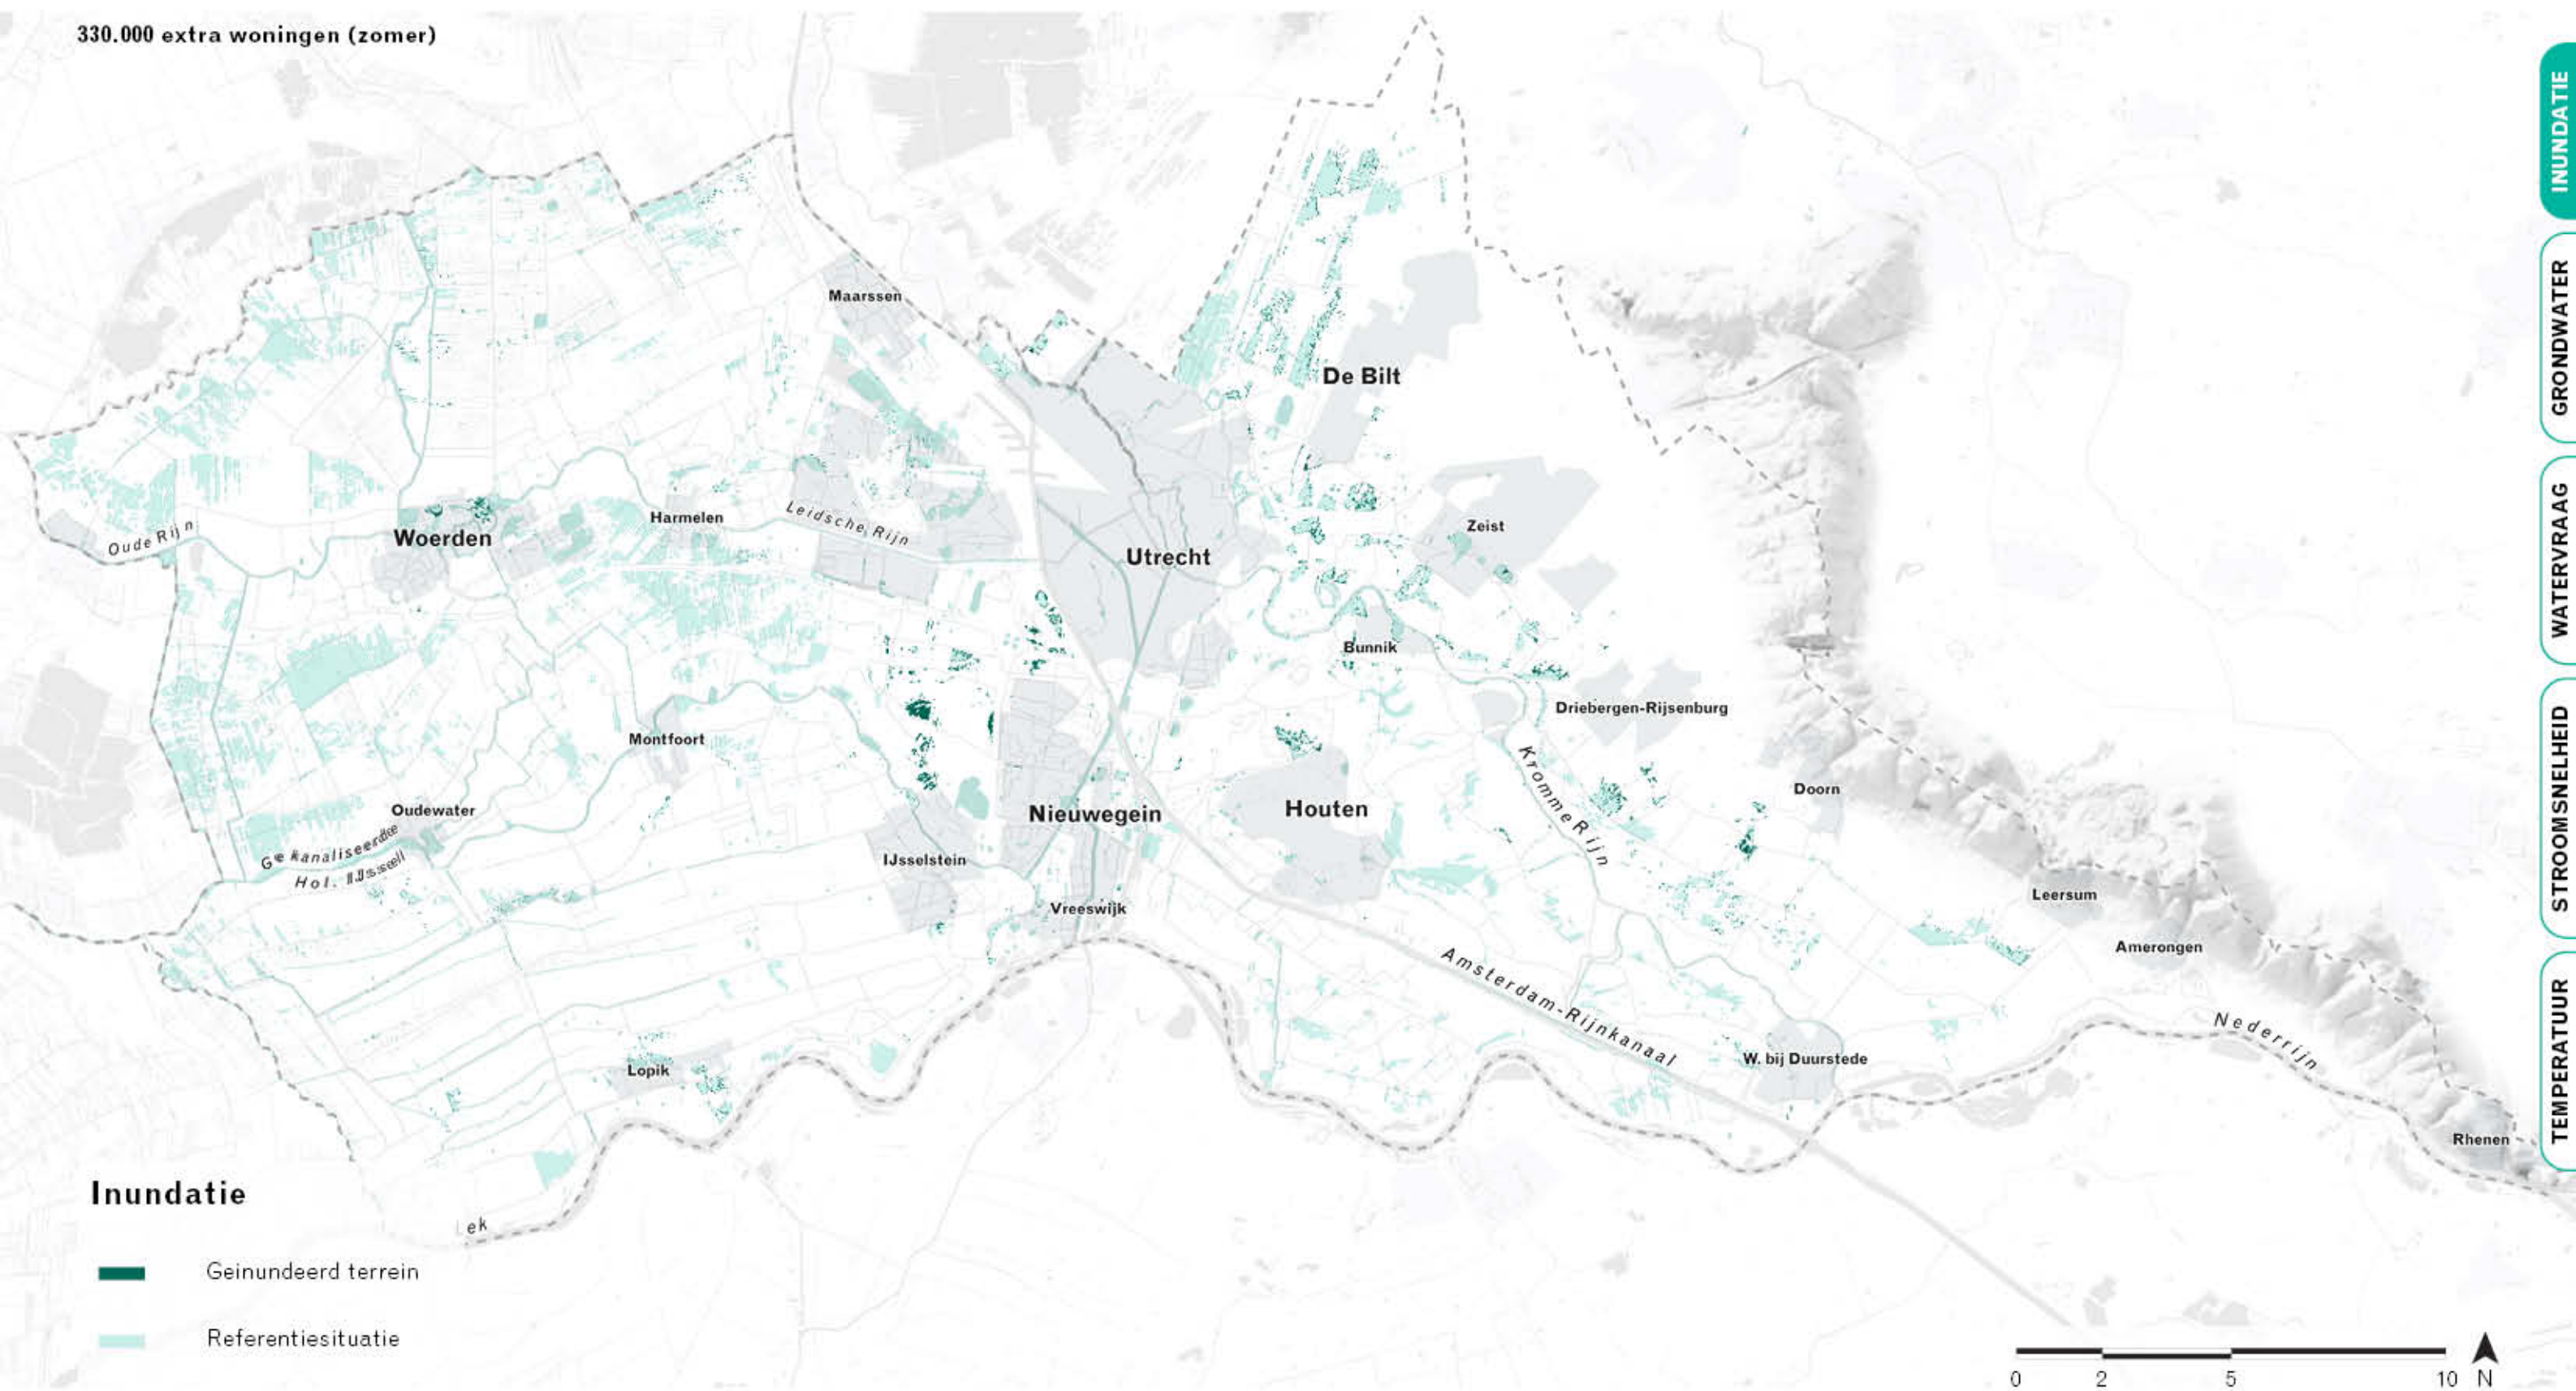 330.000 extra woningen (zomer)
INUNDATIE
GRONDWATER
WATERVRAAG
STROOMSNELHEID
TEMPERATUUR
Maarssen
De Bilt
Oude Rijn
Woerden
Harmelen
Leidsche Rijn
Utrecht
Zeist
Bunnik
Driebergen-Rijsenburg
Montfoort
Kromme Rijn
Doorn
Oudewater
Nieuwegein
Houten
Gekanaliseerde
Hol. IJssel
IJsselstein
Leersum
Vreeswijk
Amerongen
Amsterdam-Rijnkanaal
Nederrijn
Lopik
W. bij Duurstede
Rhenen
Lek
Inundatie
Geinundeerd terrein
Referentiesituatie
0 2 5 10 N